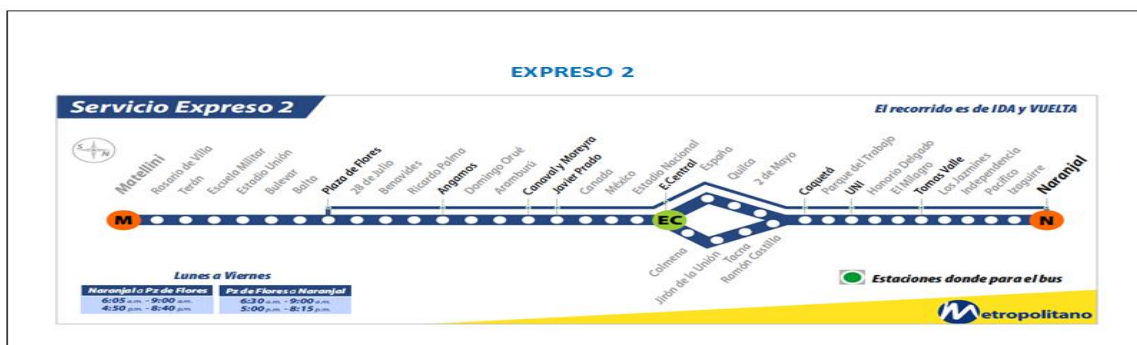 EXPRESO 2
Servicio Expreso 2
El recorrido es de IDA y VUELTA
S N
Matellini
Rosario de Villa
Terán
Escuela Militar
Estadio Unión
Bulevar
Balta
Plaza de Flores
28 de Julio
Benavides
Ricardo Palma
Angamos
Domingo Orué
Aramburú
Canaval y Moreyra
Javier Prado
Canada
México
Estadio Nacional
E.Central
España
Quilca
2 de Mayo
Caquetá
Parque del Trabajo
UNI
Honorio Delgado
El Milagro
Tomas Valle
Los Jazmines
Independencia
Pacífico
Izaguirre
Naranjal
M
EC
N
Colmena
Jirón de la Unión
Tacna
Ramón Castilla
Lunes a Viernes
Naranjal a Pz de Flores
6:05 a.m. - 9:00 a.m.
4:50 p.m. - 8:40 p.m.
Pz de Flores a Naranjal
6:30 a.m. - 9:00 a.m.
5:00 p.m. - 8:15 p.m.
Estaciones donde para el bus
Metropolitano